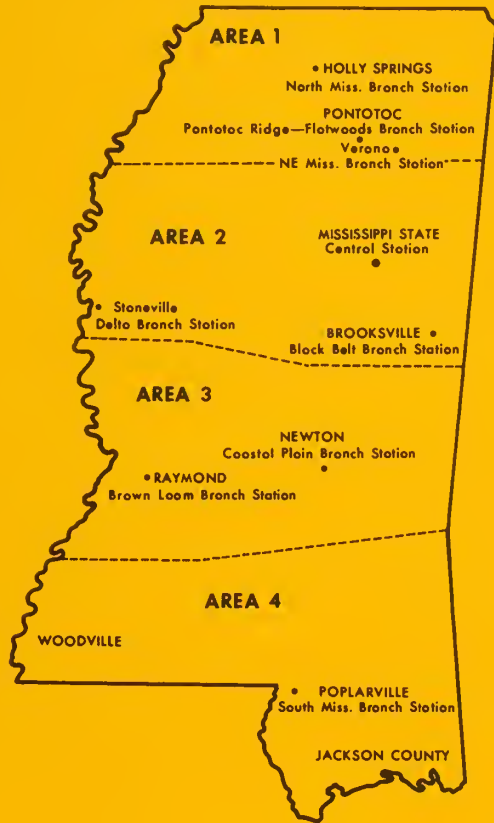 AREA 1
HOLLY SPRINGS
North Miss. Branch Station
PONTOTOC
Pontotoc Ridge—Flatwoods Branch Station
Verona
NE Miss. Branch Station
AREA 2
MISSISSIPPI STATE
Central Station
Stoneville
Delta Branch Station
BROOKSVILLE
Black Belt Branch Station
AREA 3
NEWTON
Coastal Plain Branch Station
RAYMOND
Brown Loam Branch Station
AREA 4
WOODVILLE
POPLARVILLE
South Miss. Branch Station
JACKSON COUNTY